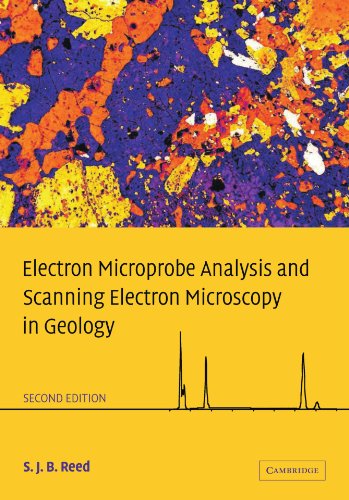 Electron Microprobe Analysis and
Scanning Electron Microscopy
in Geology
SECOND EDITION
S. J. B. Reed
CAMBRIDGE